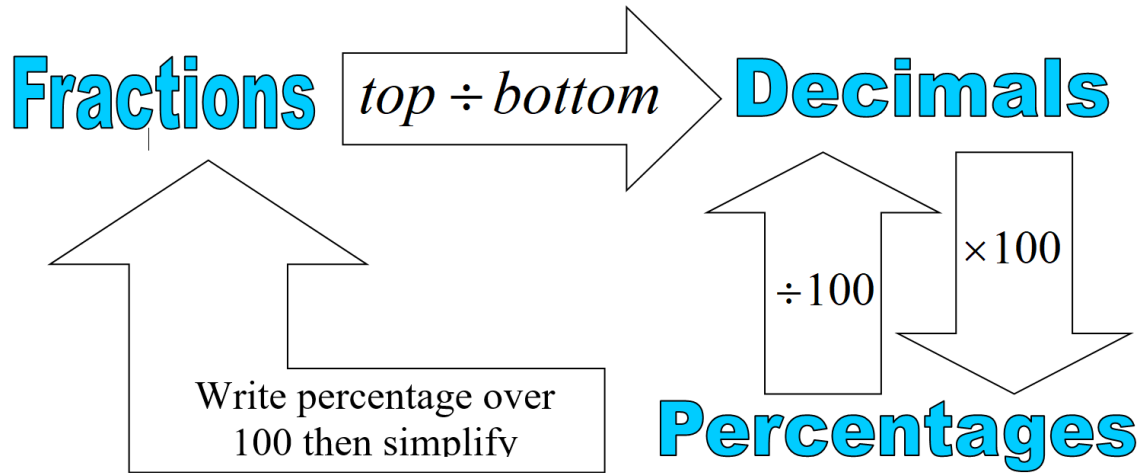 Fractions
top ÷ bottom
Decimals
÷100
×100
Write percentage over
100 then simplify
Percentages